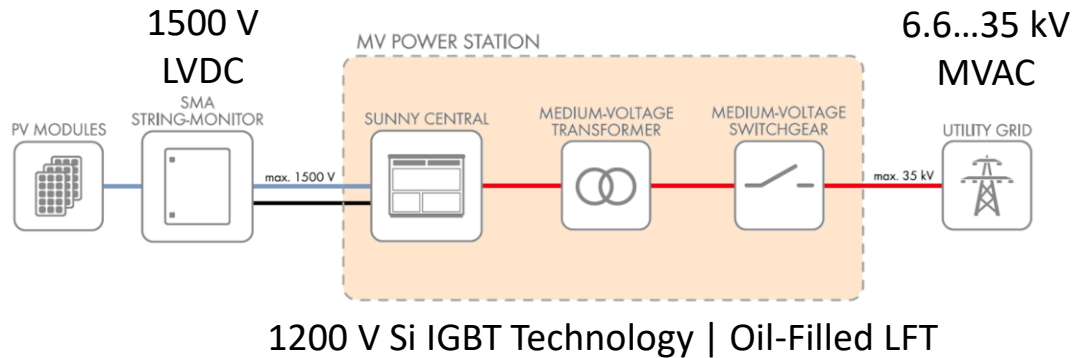 1500 V
LVDC
6.6…35 kV
MVAC
MV POWER STATION
PV MODULES
SMA
STRING-MONITOR
SUNNY CENTRAL
MEDIUM-VOLTAGE
TRANSFORMER
MEDIUM-VOLTAGE
SWITCHGEAR
UTILITY GRID
max. 1500 V
max. 35 kV
1200 V Si IGBT Technology | Oil-Filled LFT